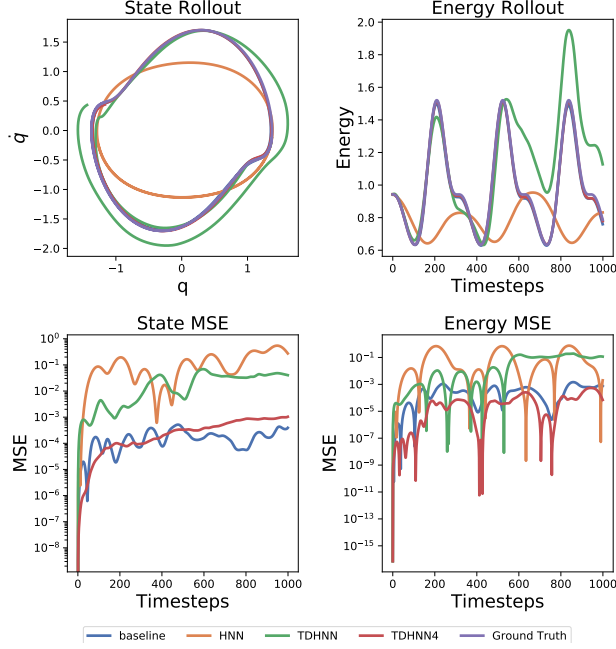 State Rollout
q̇
1.5
1.0
0.5
0.0
−0.5
−1.0
−1.5
−2.0
−1
0
1
q
Energy Rollout
Energy
2.0
1.8
1.6
1.4
1.2
1.0
0.8
0.6
0 200 400 600 800 1000
Timesteps
State MSE
MSE
10⁰
10⁻¹
10⁻²
10⁻³
10⁻⁴
10⁻⁵
10⁻⁶
10⁻⁷
10⁻⁸
0 200 400 600 800 1000
Timesteps
Energy MSE
MSE
10⁻¹
10⁻³
10⁻⁵
10⁻⁷
10⁻⁹
10⁻¹¹
10⁻¹³
10⁻¹⁵
0 200 400 600 800 1000
Timesteps
baseline HNN TDHNN TDHNN4 Ground Truth